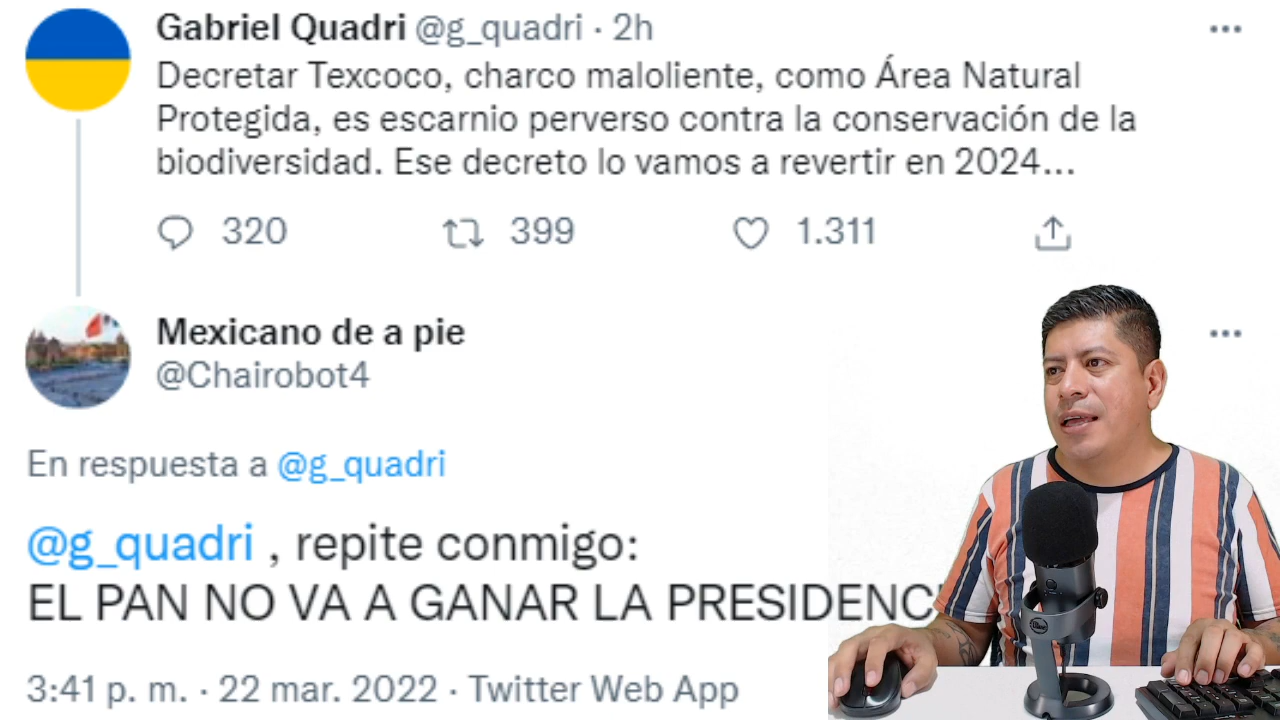 Gabriel Quadri @g_quadri · 2h
Decretar Texcoco, charco maloliente, como Área Natural
Protegida, es escarnio perverso contra la conservación de la
biodiversidad. Ese decreto lo vamos a revertir en 2024...
320 399 1.311
Mexicano de a pie
@Chairobot4
En respuesta a @g_quadri
@g_quadri , repite conmigo:
EL PAN NO VA A GANAR LA
3:41 p. m. · 22 mar. 2022 · Twitter Web App